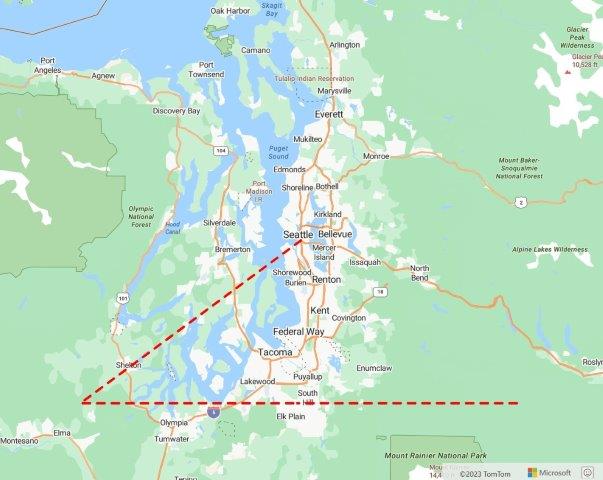 Oak Harbor
Skagit
Bay
Camano
Arlington
Glacier
Peak
Wilderness
Glacier Pea
10,528 ft
Port
Angeles
Agnew
Port
Townsend
Tulalip Indian Reservation
Marysville
Discovery Bay
Everett
Mukilteo
104
Puget
Sound
Monroe
Edmonds
Mount Baker-
Snoqualmie
National Forest
Shoreline
Bothell
Port
Madison
I.R.
2
Olympic
National
Forest
Hood
Canal
Silverdale
Kirkland
Seattle
Bellevue
Bremerton
Mercer
Island
Alpine Lakes Wilderness
Issaquah
North
Bend
Shorewood
Burien
Renton
101
18
Kent
Covington
Federal Way
Tacoma
Shelton
Enumclaw
Roslyn
Puyallup
Lakewood
South
Hill
5
Elk Plain
Olympia
Elma
Montesano
Tumwater
Mount Rainier National Park
Tenino
©2023 TomTom
Microsoft